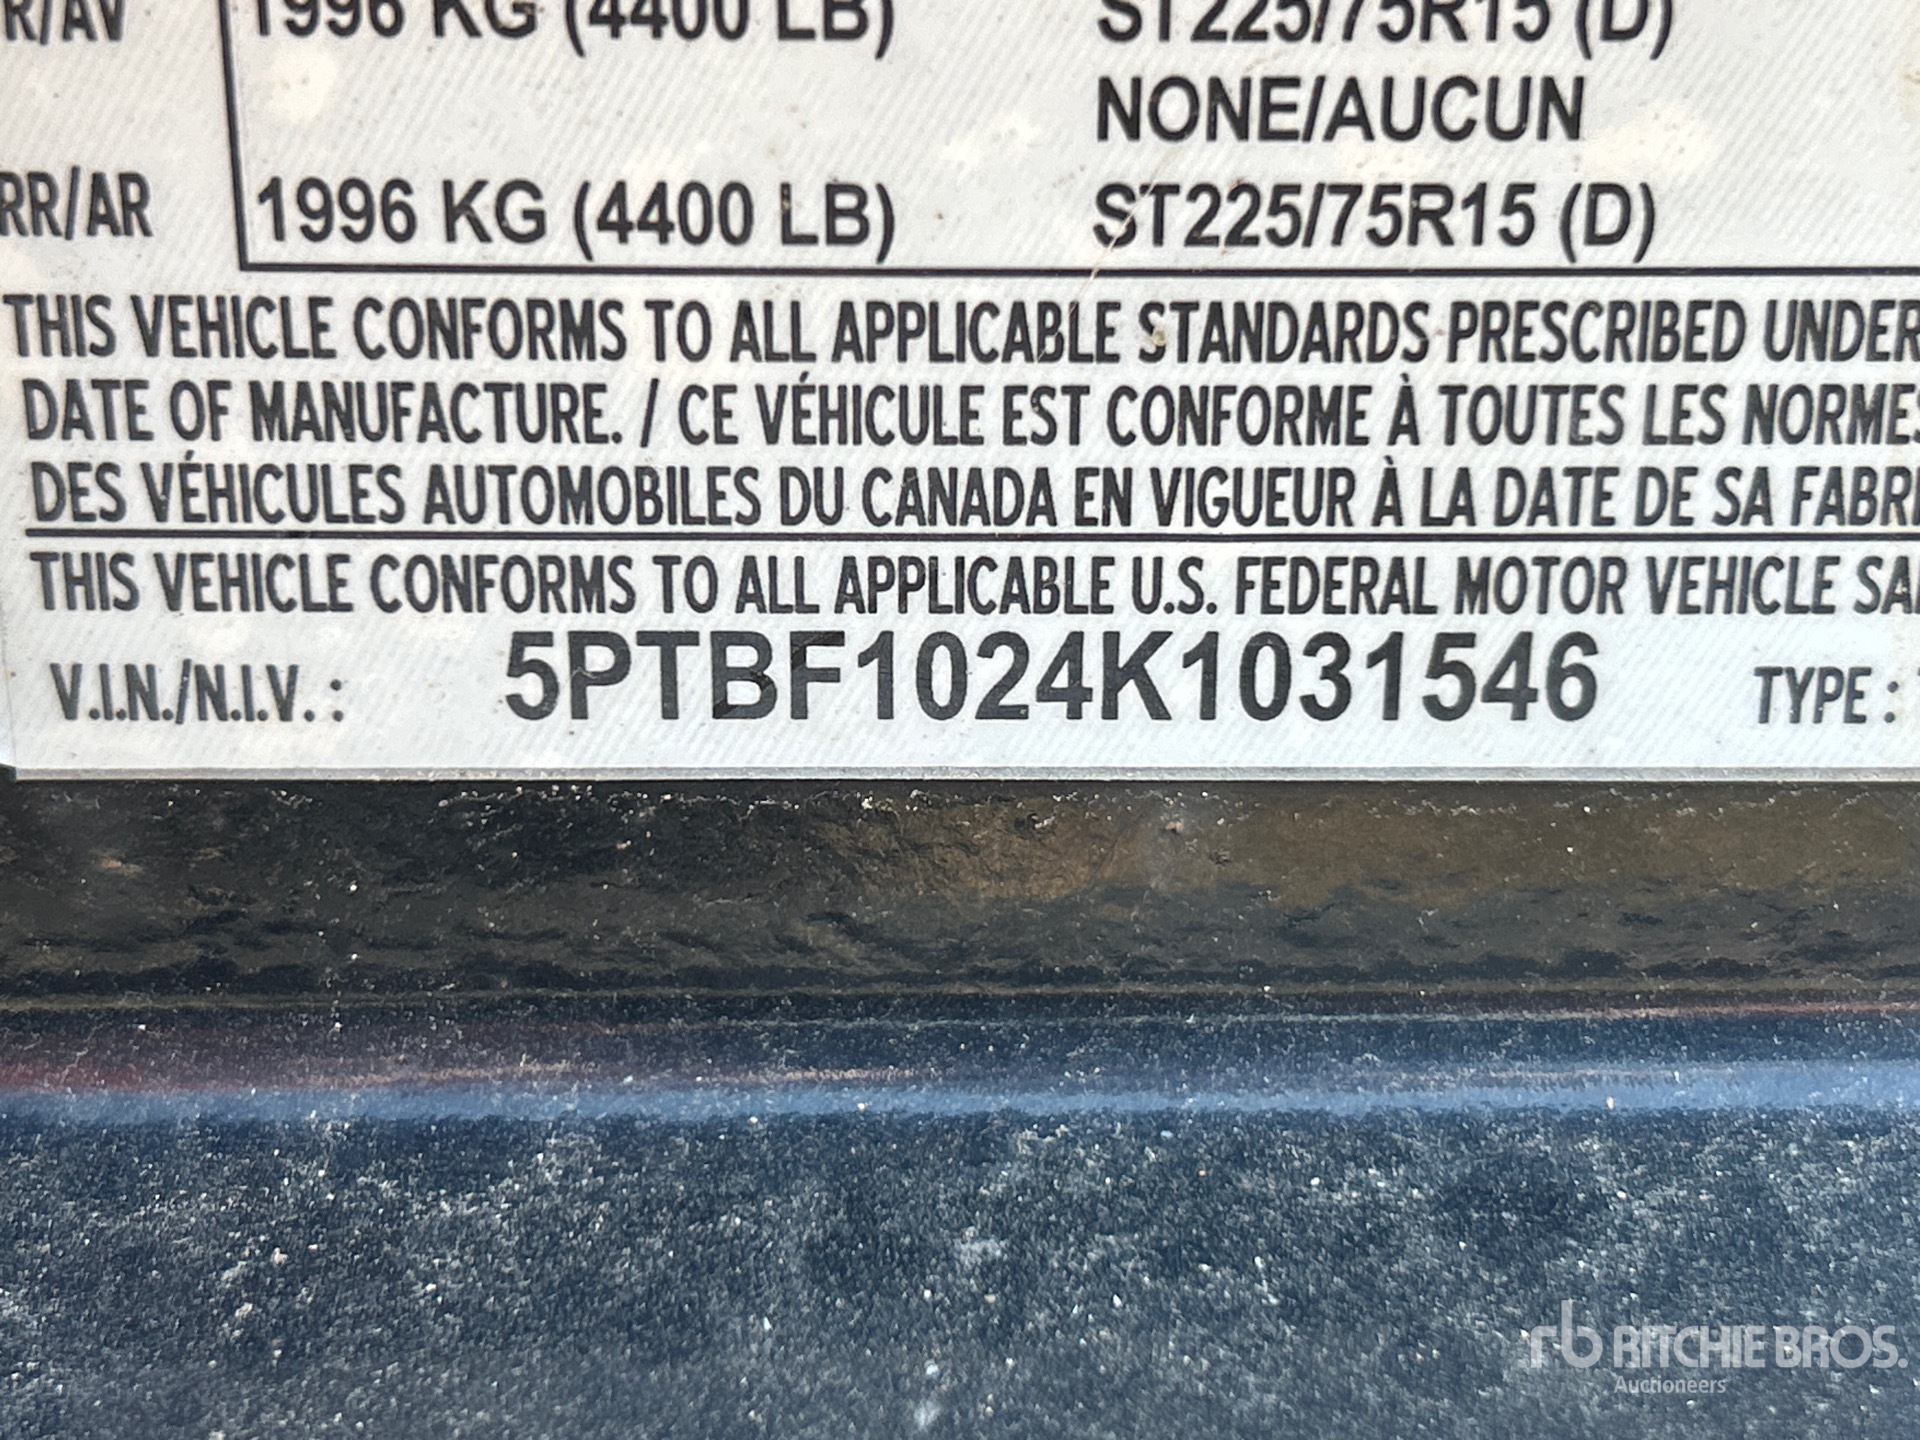 R/AV 1996 KG (4400 LB) ST225/75R15 (D)
NONE/AUCUN
RR/AR 1996 KG (4400 LB) ST225/75R15 (D)
THIS VEHICLE CONFORMS TO ALL APPLICABLE STANDARDS PRESCRIBED UNDER
DATE OF MANUFACTURE. / CE VÉHICULE EST CONFORME À TOUTES LES NORMES
DES VÉHICULES AUTOMOBILES DU CANADA EN VIGUEUR À LA DATE DE SA FABRI
THIS VEHICLE CONFORMS TO ALL APPLICABLE U.S. FEDERAL MOTOR VEHICLE SA
V.I.N./N.I.V. : 5PTBF1024K1031546 TYPE :
rb RITCHIE BROS.
Auctioneers